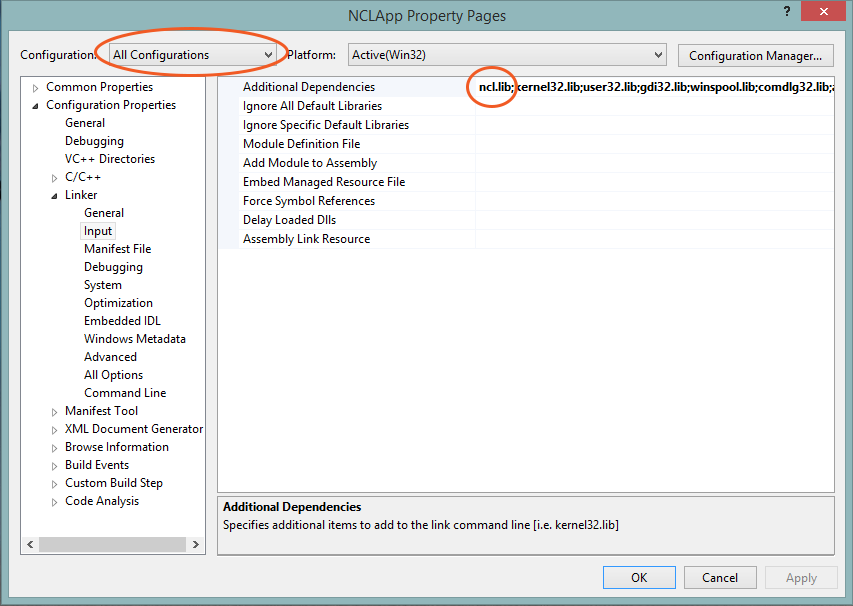 NCLApp Property Pages
?
Configuration: All Configurations Platform: Active(Win32) Configuration Manager...
Common Properties
Configuration Properties
General
Debugging
VC++ Directories
C/C++
Linker
General
Input
Manifest File
Debugging
System
Optimization
Embedded IDL
Windows Metadata
Advanced
All Options
Command Line
Manifest Tool
XML Document Generator
Browse Information
Build Events
Custom Build Step
Code Analysis
Additional Dependencies ncl.lib;kernel32.lib;user32.lib;gdi32.lib;winspool.lib;comdlg32.lib;
Ignore All Default Libraries
Ignore Specific Default Libraries
Module Definition File
Add Module to Assembly
Embed Managed Resource File
Force Symbol References
Delay Loaded Dlls
Assembly Link Resource
Additional Dependencies
Specifies additional items to add to the link command line [i.e. kernel32.lib]
OK Cancel Apply